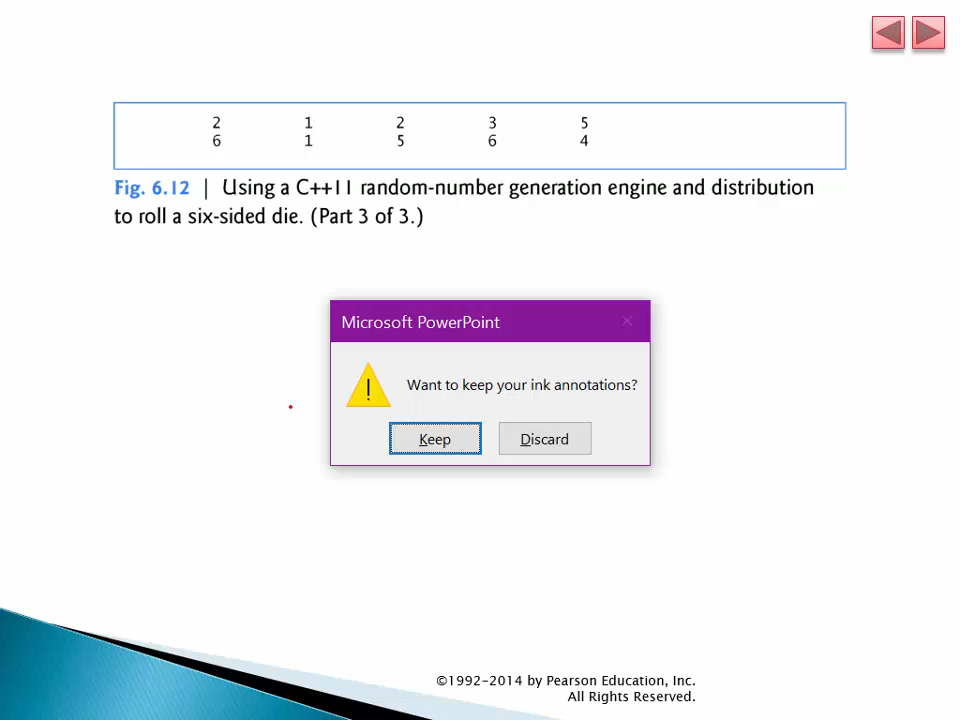 2 1 2 3 5
6 1 5 6 4
Fig. 6.12 | Using a C++11 random-number generation engine and distribution
to roll a six-sided die. (Part 3 of 3.)
Microsoft PowerPoint
!
Want to keep your ink annotations?
Keep Discard
©1992-2014 by Pearson Education, Inc.
All Rights Reserved.